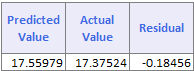 Predicted Value Actual Value Residual
17.55979 17.37524 -0.18456